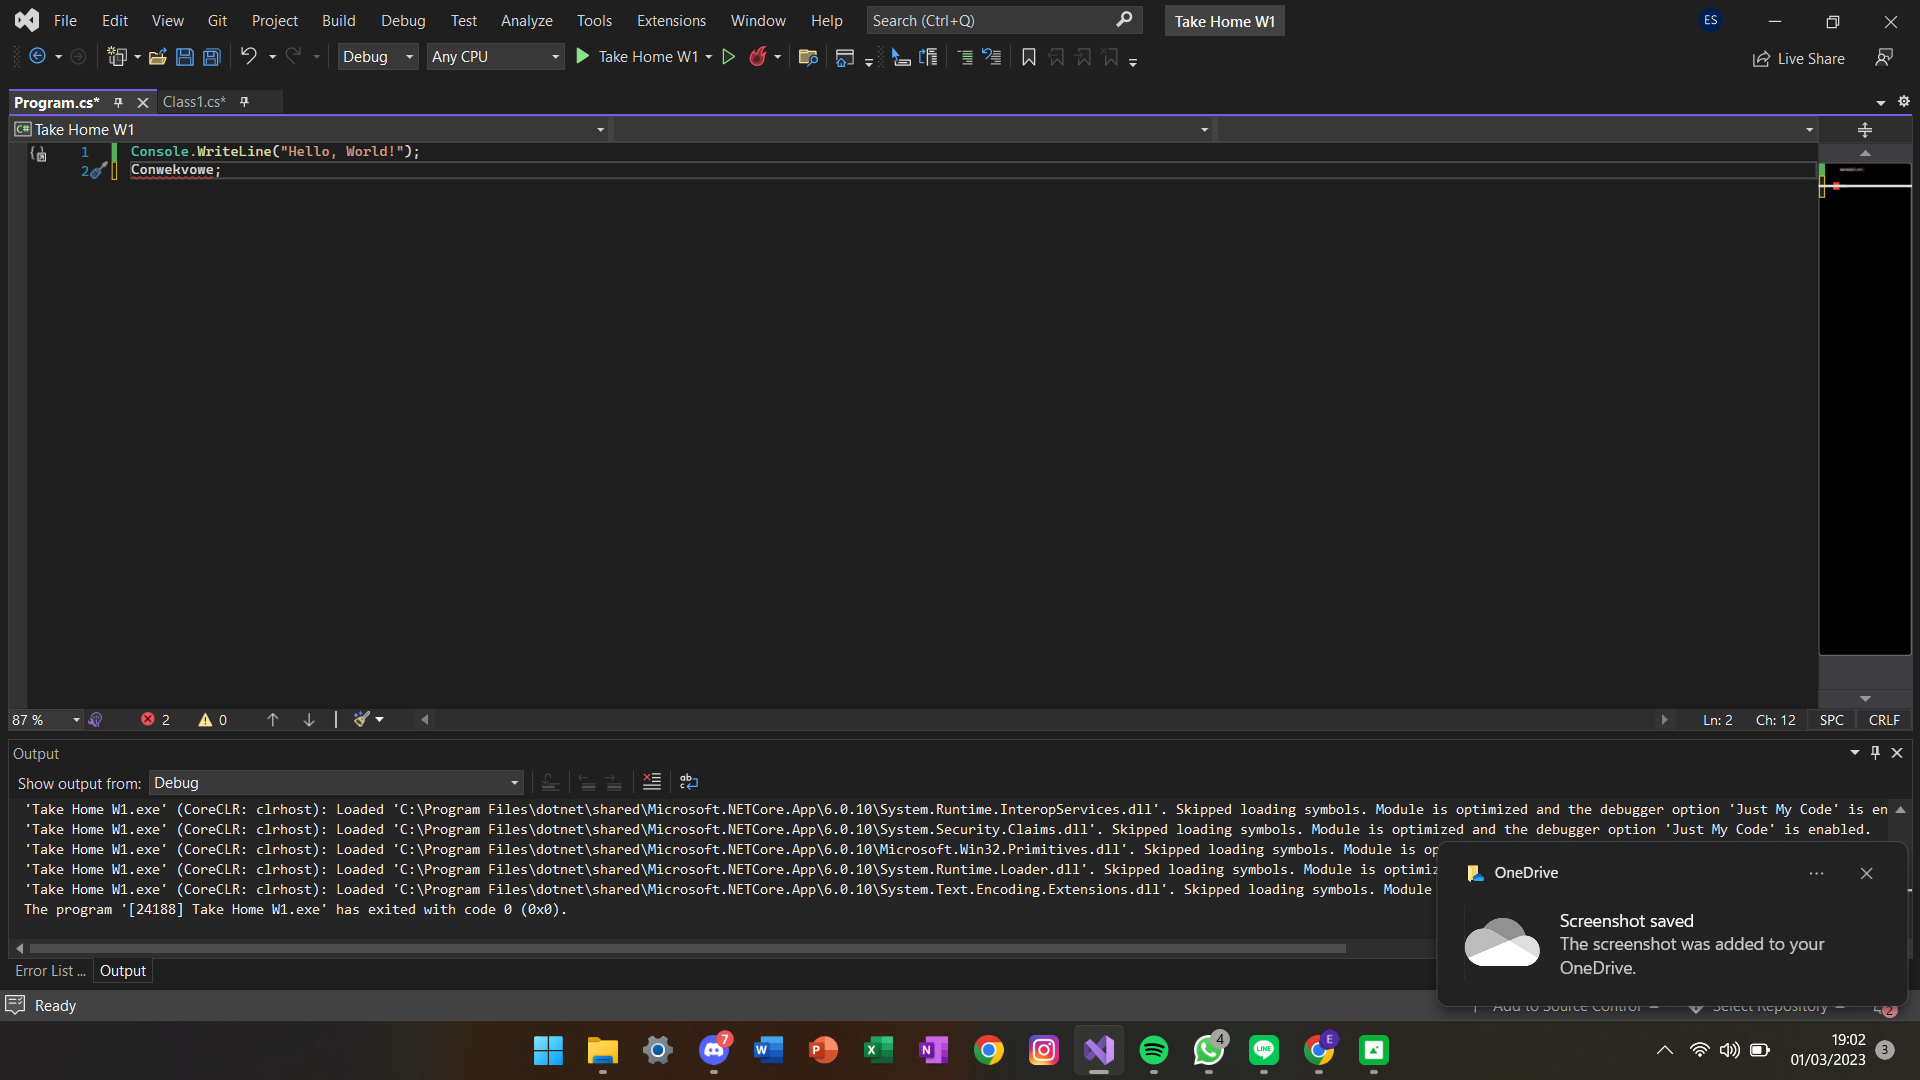 File Edit View Git Project Build Debug Test Analyze Tools Extensions Window Help Search (Ctrl+Q) Take Home W1 ES
Debug Any CPU Take Home W1 Live Share
Program.cs* Class1.cs*
C# Take Home W1
1 Console.WriteLine("Hello, World!");
2 Conwekvowe;
87 % 2 0 Ln: 2 Ch: 12 SPC CRLF
Output
Show output from: Debug
'Take Home W1.exe' (CoreCLR: clrhost): Loaded 'C:\Program Files\dotnet\shared\Microsoft.NETCore.App\6.0.10\System.Runtime.InteropServices.dll'. Skipped loading symbols. Module is optimized and the debugger option 'Just My Code' is en
'Take Home W1.exe' (CoreCLR: clrhost): Loaded 'C:\Program Files\dotnet\shared\Microsoft.NETCore.App\6.0.10\System.Security.Claims.dll'. Skipped loading symbols. Module is optimized and the debugger option 'Just My Code' is enabled.
'Take Home W1.exe' (CoreCLR: clrhost): Loaded 'C:\Program Files\dotnet\shared\Microsoft.NETCore.App\6.0.10\Microsoft.Win32.Primitives.dll'. Skipped loading symbols. Module is op
'Take Home W1.exe' (CoreCLR: clrhost): Loaded 'C:\Program Files\dotnet\shared\Microsoft.NETCore.App\6.0.10\System.Runtime.Loader.dll'. Skipped loading symbols. Module is optimiz
'Take Home W1.exe' (CoreCLR: clrhost): Loaded 'C:\Program Files\dotnet\shared\Microsoft.NETCore.App\6.0.10\System.Text.Encoding.Extensions.dll'. Skipped loading symbols. Module
The program '[24188] Take Home W1.exe' has exited with code 0 (0x0).
OneDrive
Screenshot saved
The screenshot was added to your
OneDrive.
Error List ... Output
Ready Add to Source Control Select Repository 2
7 4 E
19:02
01/03/2023 3